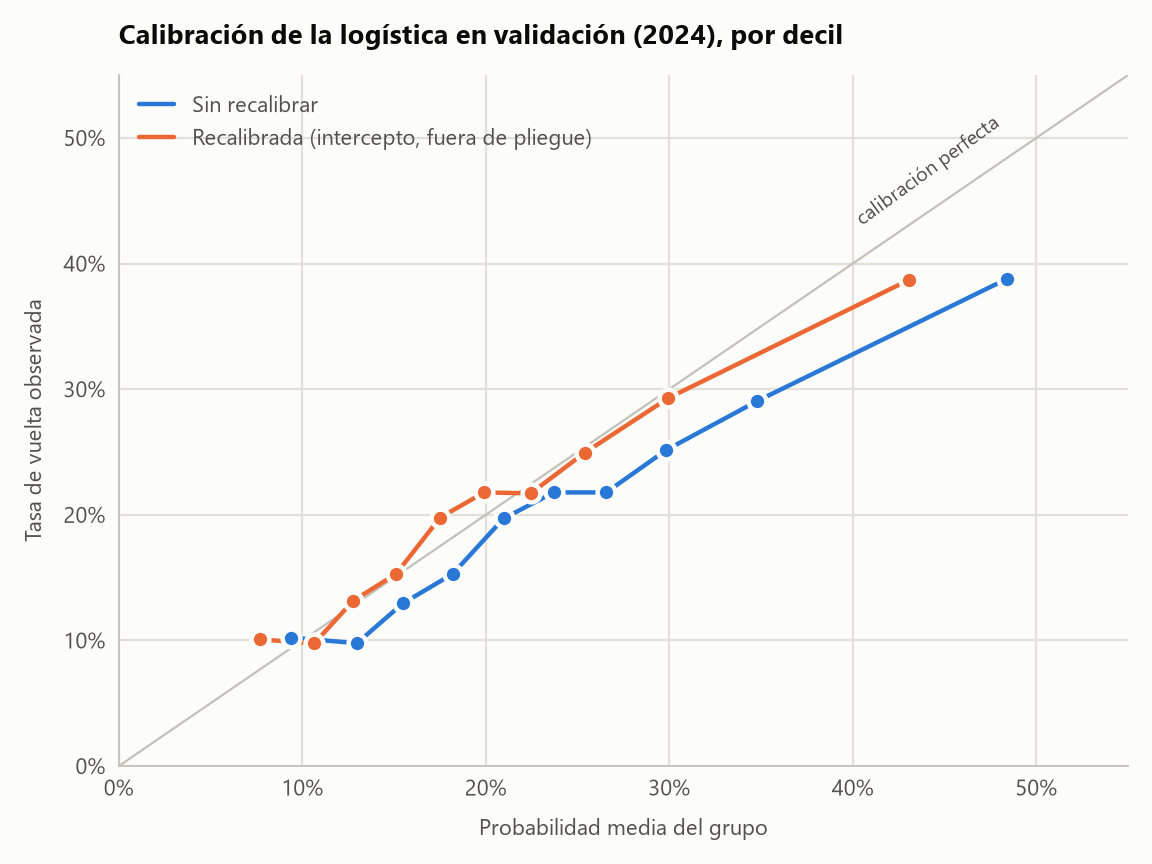 Calibración de la logística en validación (2024), por decil
Sin recalibrar
Recalibrada (intercepto, fuera de pliegue)
calibración perfecta
Tasa de vuelta observada
50%
40%
30%
20%
10%
0%
0%
10%
20%
30%
40%
50%
Probabilidad media del grupo